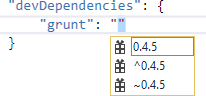 "devDependencies": {
"grunt": ""
}
0.4.5
^0.4.5
~0.4.5